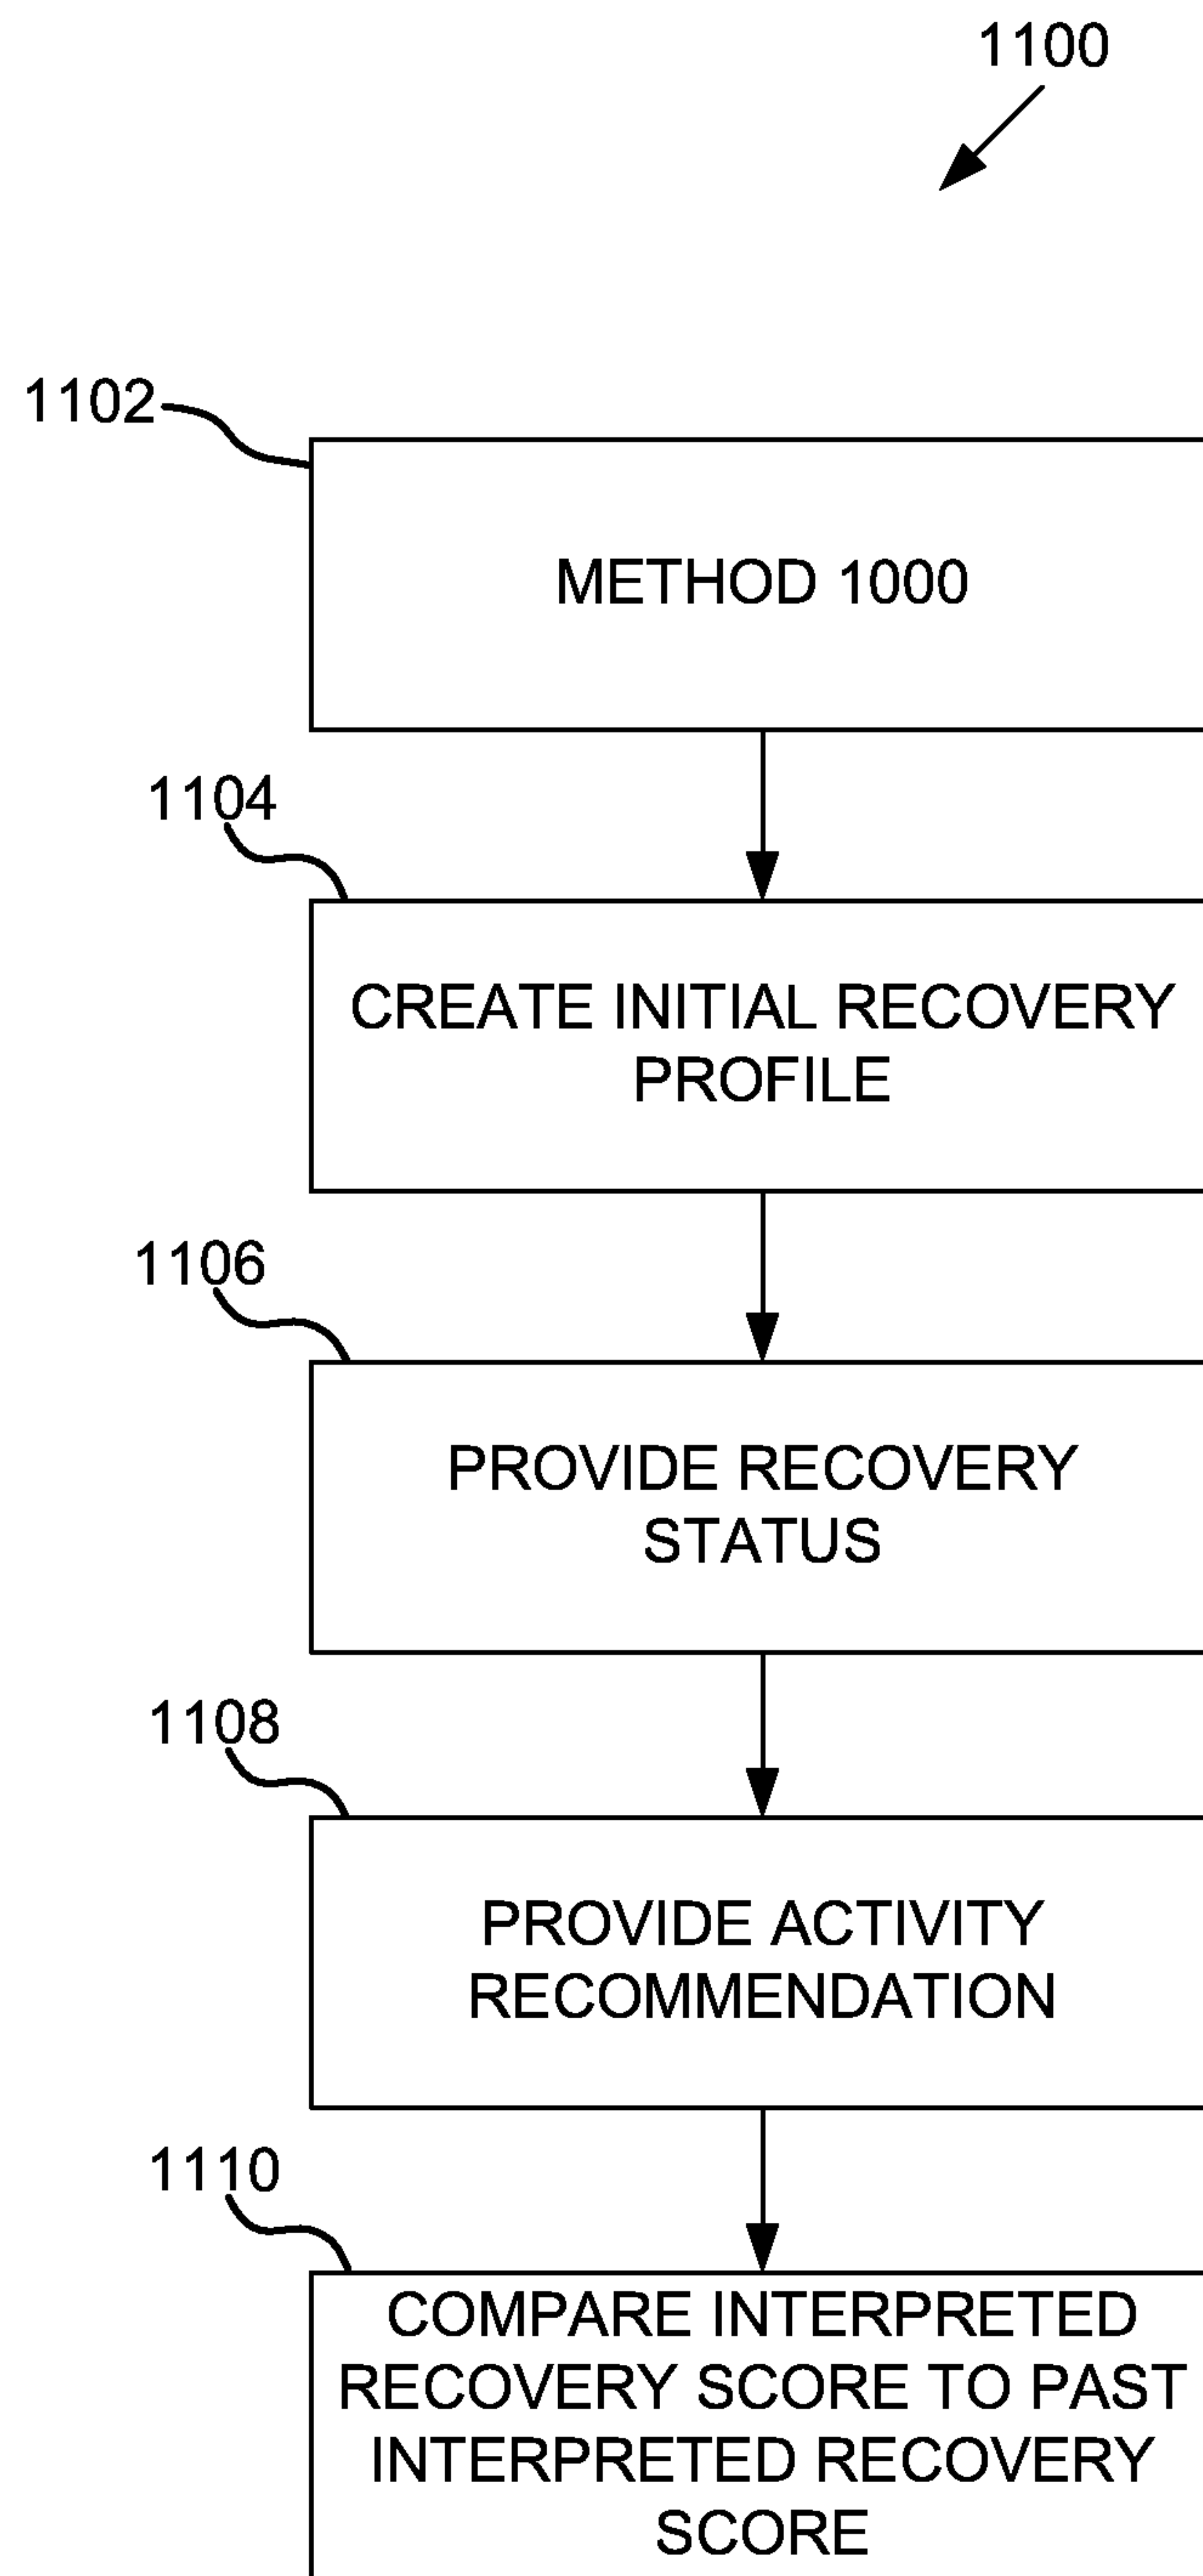 1100
1102
METHOD 1000
1104
CREATE INITIAL RECOVERY
PROFILE
1106
PROVIDE RECOVERY
STATUS
1108
PROVIDE ACTIVITY
RECOMMENDATION
1110
COMPARE INTERPRETED
RECOVERY SCORE TO PAST
INTERPRETED RECOVERY
SCORE